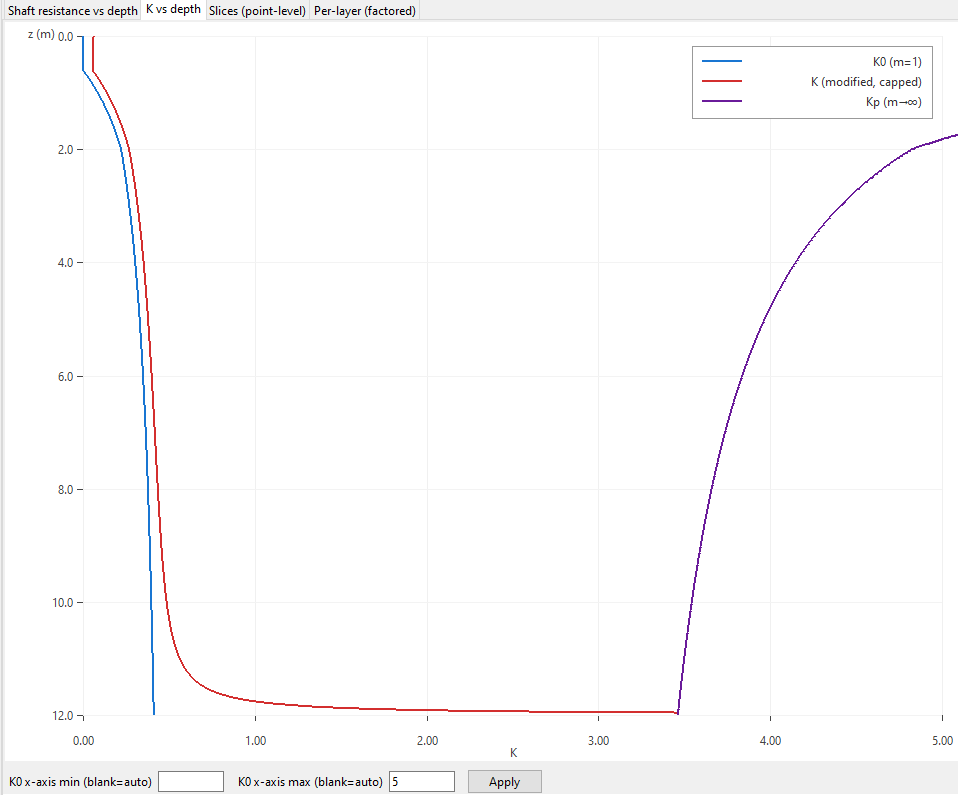 Shaft resistance vs depth K vs depth Slices (point-level) Per-layer (factored)
z (m) 0.0
K0 (m=1)
K (modified, capped)
Kp (m→∞)
2.0
4.0
6.0
8.0
10.0
12.0
0.00 1.00 2.00 3.00 4.00 5.00
K
K0 x-axis min (blank=auto) K0 x-axis max (blank=auto) 5 Apply